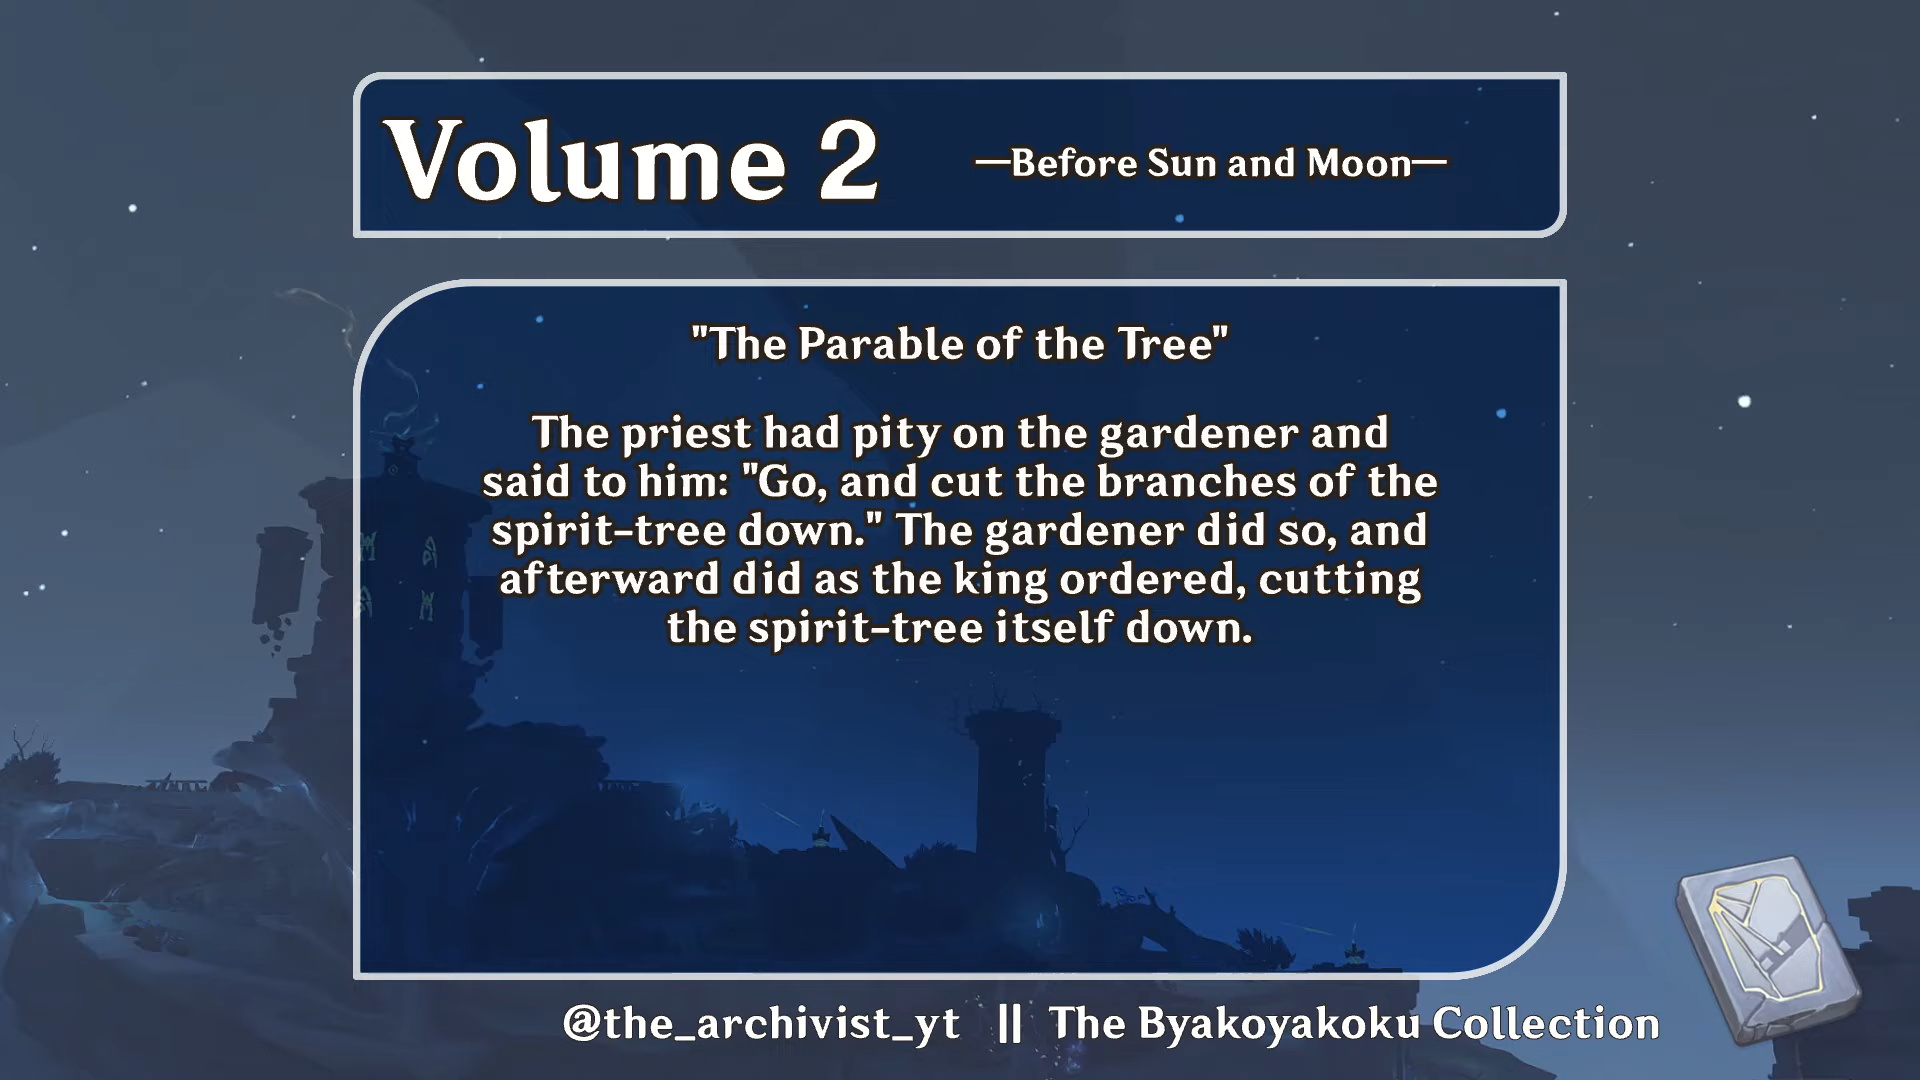 Volume 2
—Before Sun and Moon—
"The Parable of the Tree"
The priest had pity on the gardener and
said to him: "Go, and cut the branches of the
spirit-tree down." The gardener did so, and
afterward did as the king ordered, cutting
the spirit-tree itself down.
@the_archivist_yt || The Byakoyakoku Collection